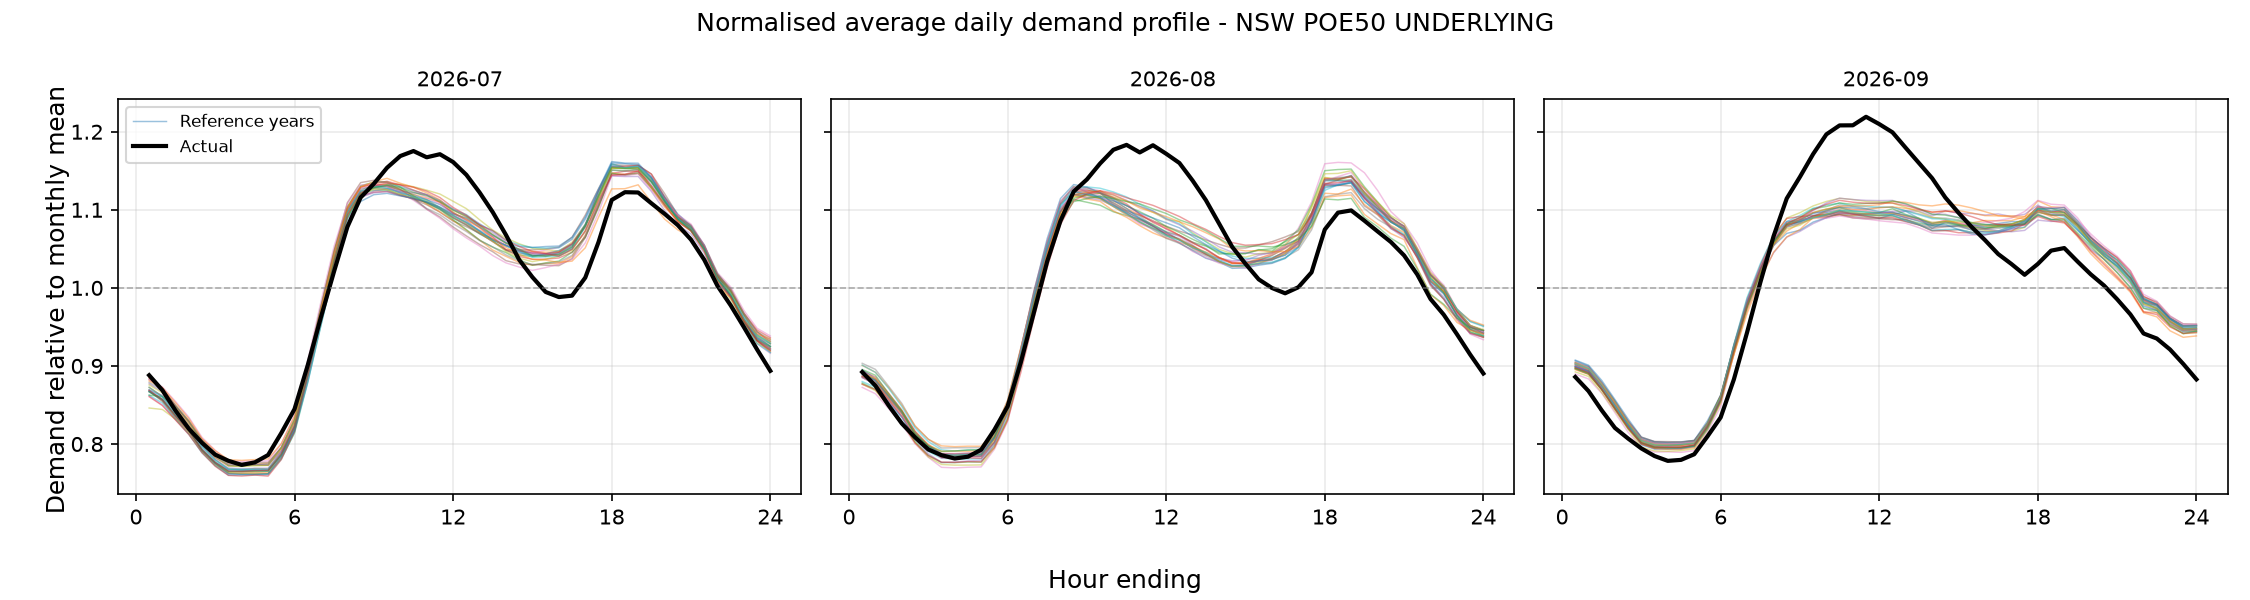 Normalised average daily demand profile - NSW POE50 UNDERLYING
2026-07
2026-08
2026-09
Demand relative to monthly mean
Reference years
Actual
1.2
1.1
1.0
0.9
0.8
0 6 12 18 24
0 6 12 18 24
0 6 12 18 24
Hour ending